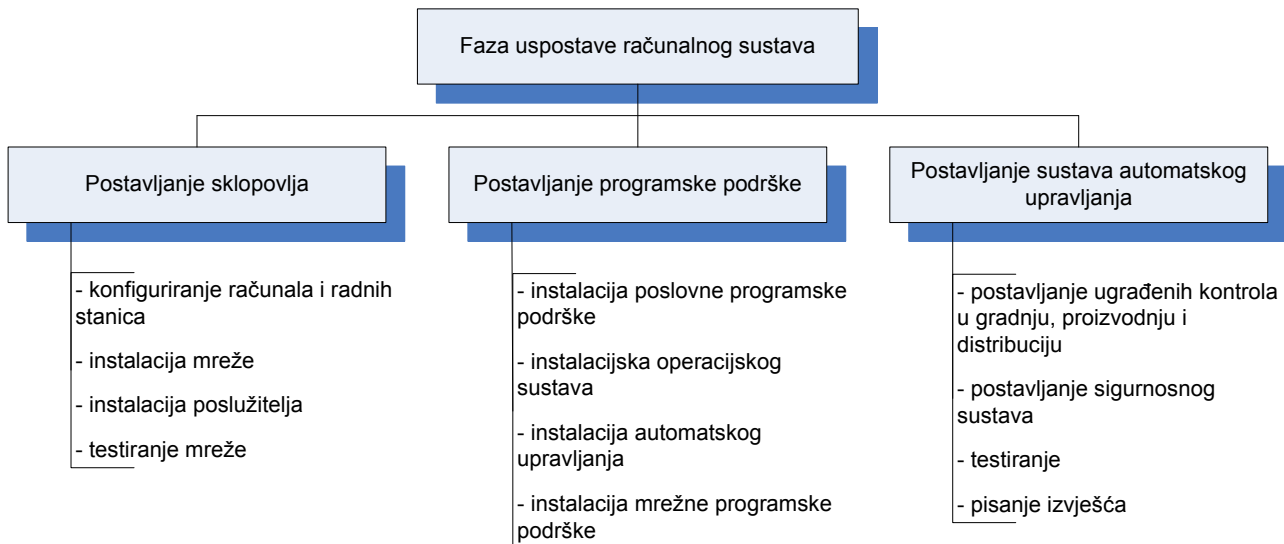 Faza uspostave računalnog sustava
Postavljanje sklopovlja
- konfiguriranje računala i radnih
stanica
- instalacija mreže
- instalacija poslužitelja
- testiranje mreže
Postavljanje programske podrške
- instalacija poslovne programske
podrške
- instalacijska operacijskog
sustava
- instalacija automatskog
upravljanja
- instalacija mrežne programske
podrške
Postavljanje sustava automatskog
upravljanja
- postavljanje ugrađenih kontrola
u gradnju, proizvodnju i
distribuciju
- postavljanje sigurnosnog
sustava
- testiranje
- pisanje izvješća